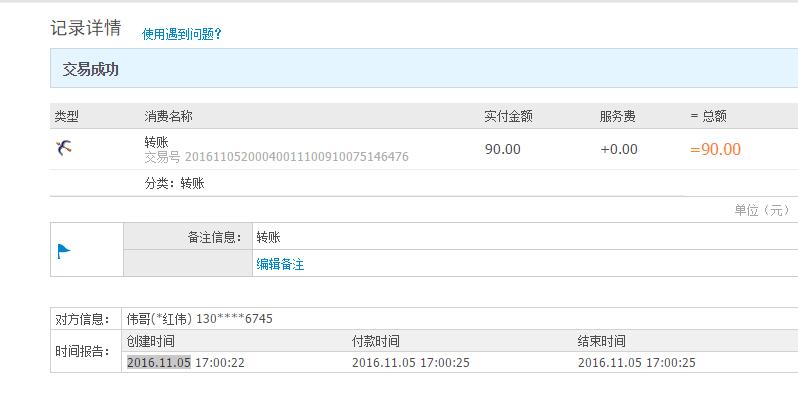 记录详情 使用遇到问题?
交易成功
类型 消费名称 实付金额 服务费 = 总额
转账 90.00 +0.00 =90.00
交易号 20161105200040011100910075146476
分类：转账
单位（元）
备注信息： 转账
编辑备注
对方信息： 伟哥(*红伟) 130****6745
时间报告： 创建时间 付款时间 结束时间
2016.11.05 17:00:22 2016.11.05 17:00:25 2016.11.05 17:00:25